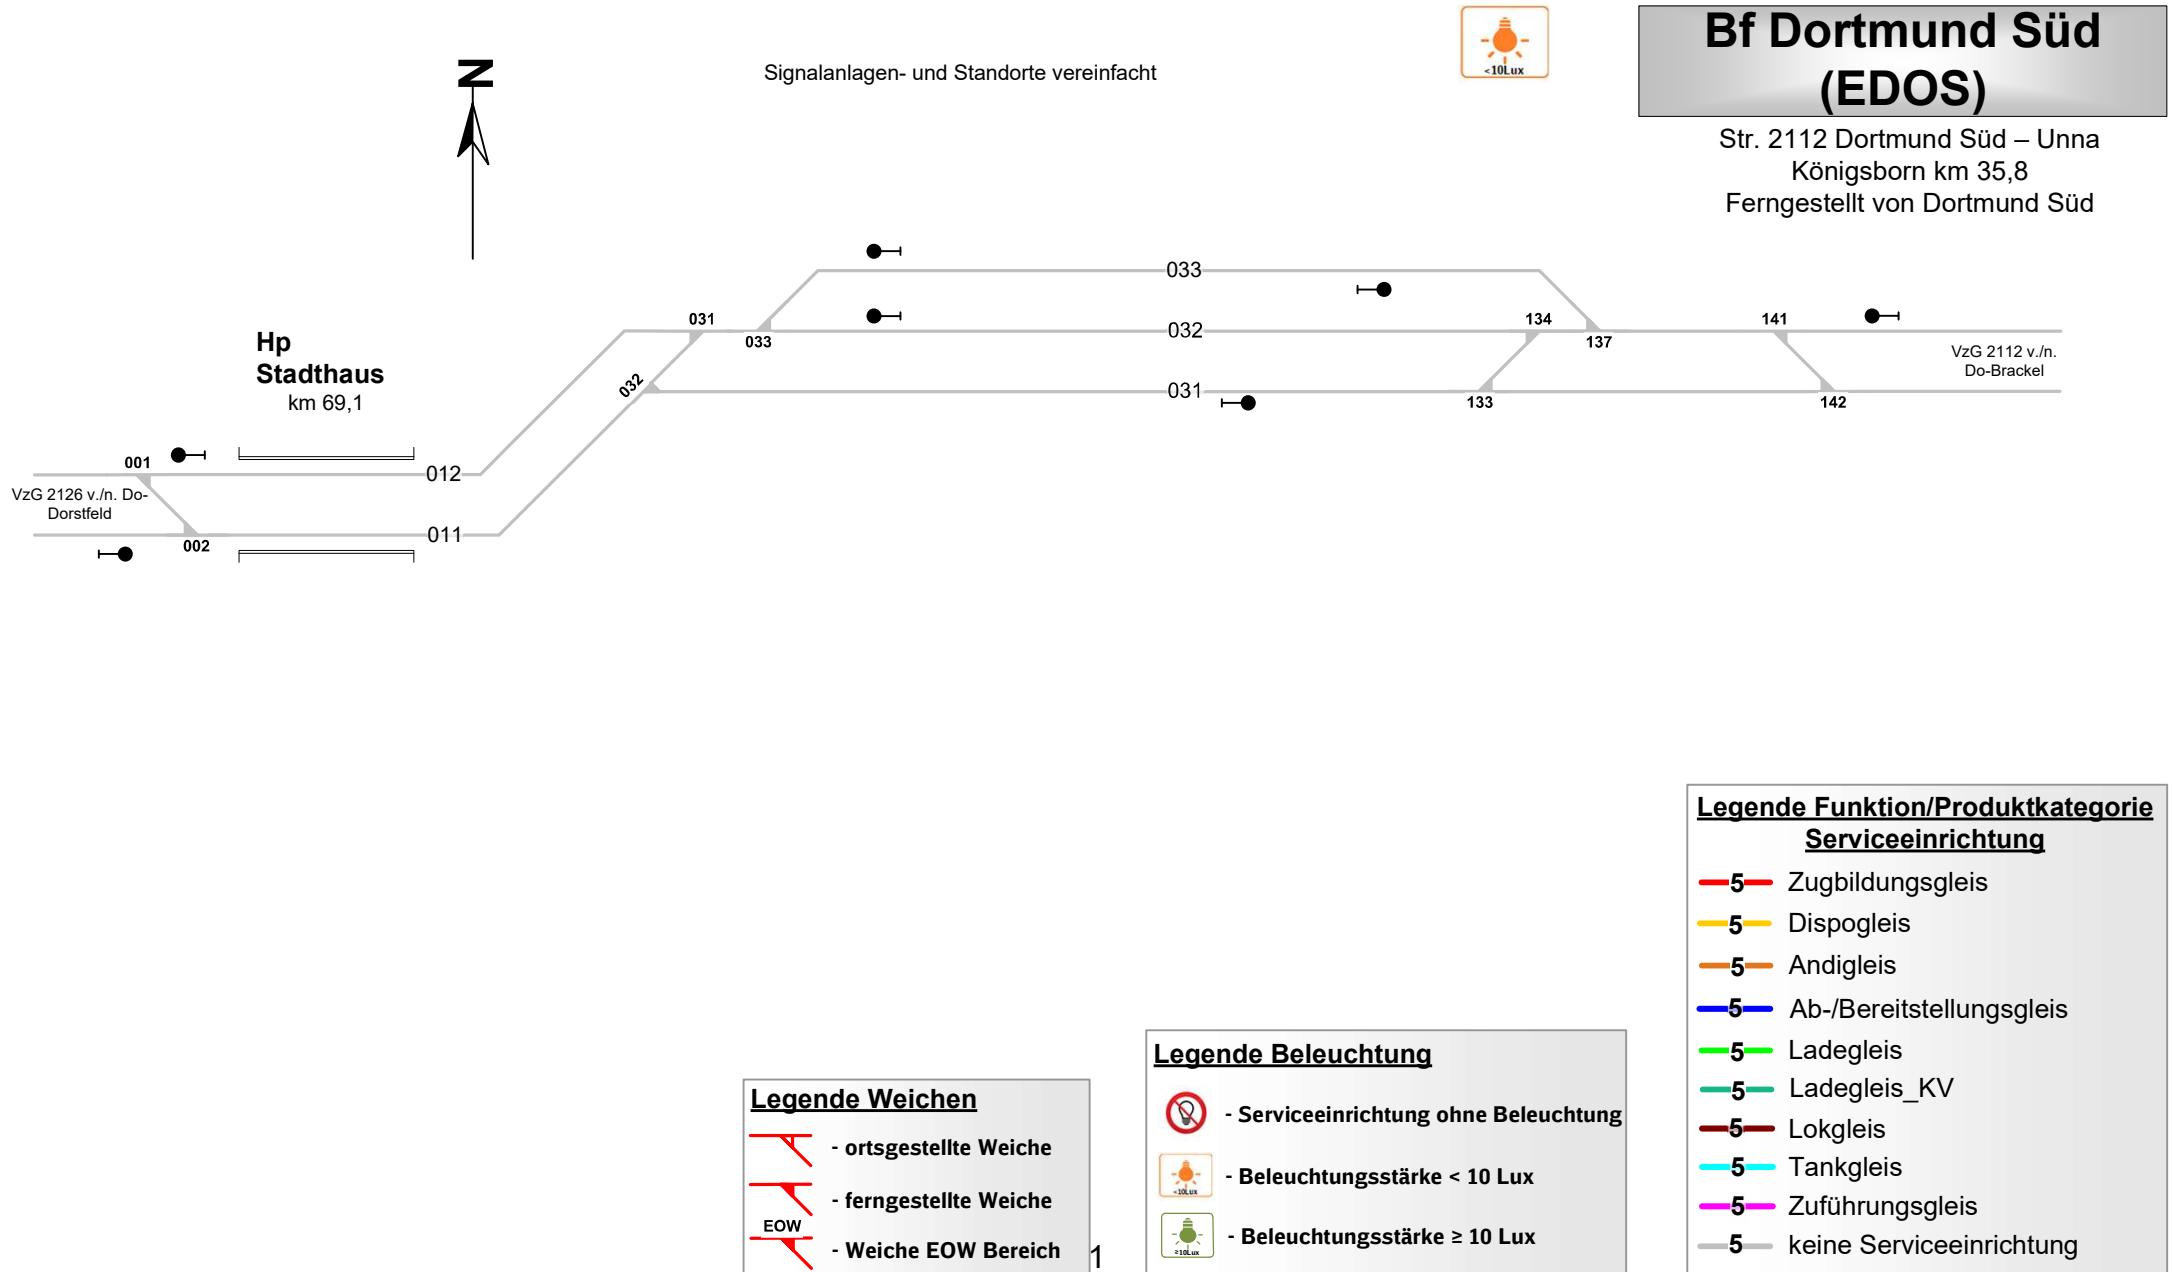 N
Signalanlagen- und Standorte vereinfacht
<10Lux
Bf Dortmund Süd
(EDOS)
Str. 2112 Dortmund Süd – Unna
Königsborn km 35,8
Ferngestellt von Dortmund Süd
033
031
033
032
134
137
141
VzG 2112 v./n.
Do-Brackel
Hp
Stadthaus
km 69,1
032
031
133
142
001
012
VzG 2126 v./n. Do-
Dorstfeld
002
011
Legende Funktion/Produktkategorie
Serviceeinrichtung
5 Zugbildungsgleis
5 Dispogleis
5 Andigleis
5 Ab-/Bereitstellungsgleis
5 Ladegleis
5 Ladegleis_KV
5 Lokgleis
5 Tankgleis
5 Zuführungsgleis
5 keine Serviceeinrichtung
Legende Beleuchtung
- Serviceeinrichtung ohne Beleuchtung
<10Lux - Beleuchtungsstärke < 10 Lux
≥10Lux - Beleuchtungsstärke ≥ 10 Lux
Legende Weichen
- ortsgestellte Weiche
- ferngestellte Weiche
EOW
- Weiche EOW Bereich
1